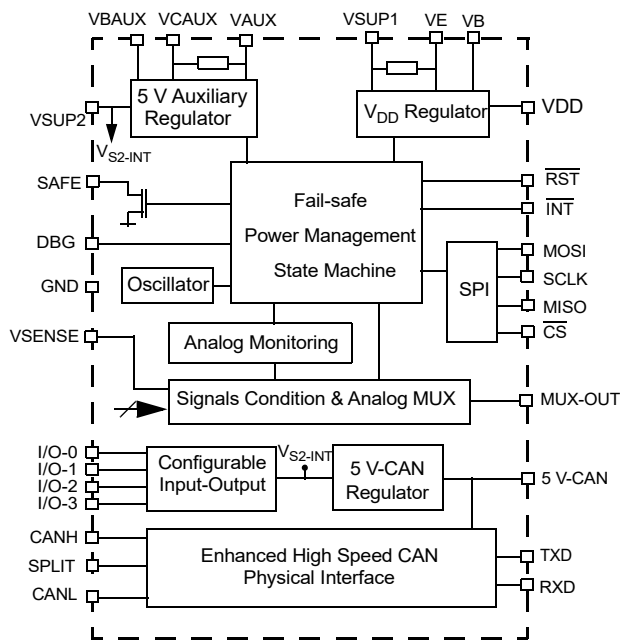 VBAUX VCAUX VAUX VSUP1 VE VB
5 V Auxiliary
Regulator
VDD Regulator
VSUP2
VDD
VS2-INT
SAFE
RST
INT
Fail-safe
Power Management
State Machine
DBG
MOSI
SCLK
MISO
CS
SPI
GND
Oscillator
VSENSE
Analog Monitoring
Signals Condition & Analog MUX
MUX-OUT
I/O-0
I/O-1
I/O-2
I/O-3
Configurable
Input-Output
VS2-INT
5 V-CAN
Regulator
5 V-CAN
CANH
SPLIT
CANL
Enhanced High Speed CAN
Physical Interface
TXD
RXD